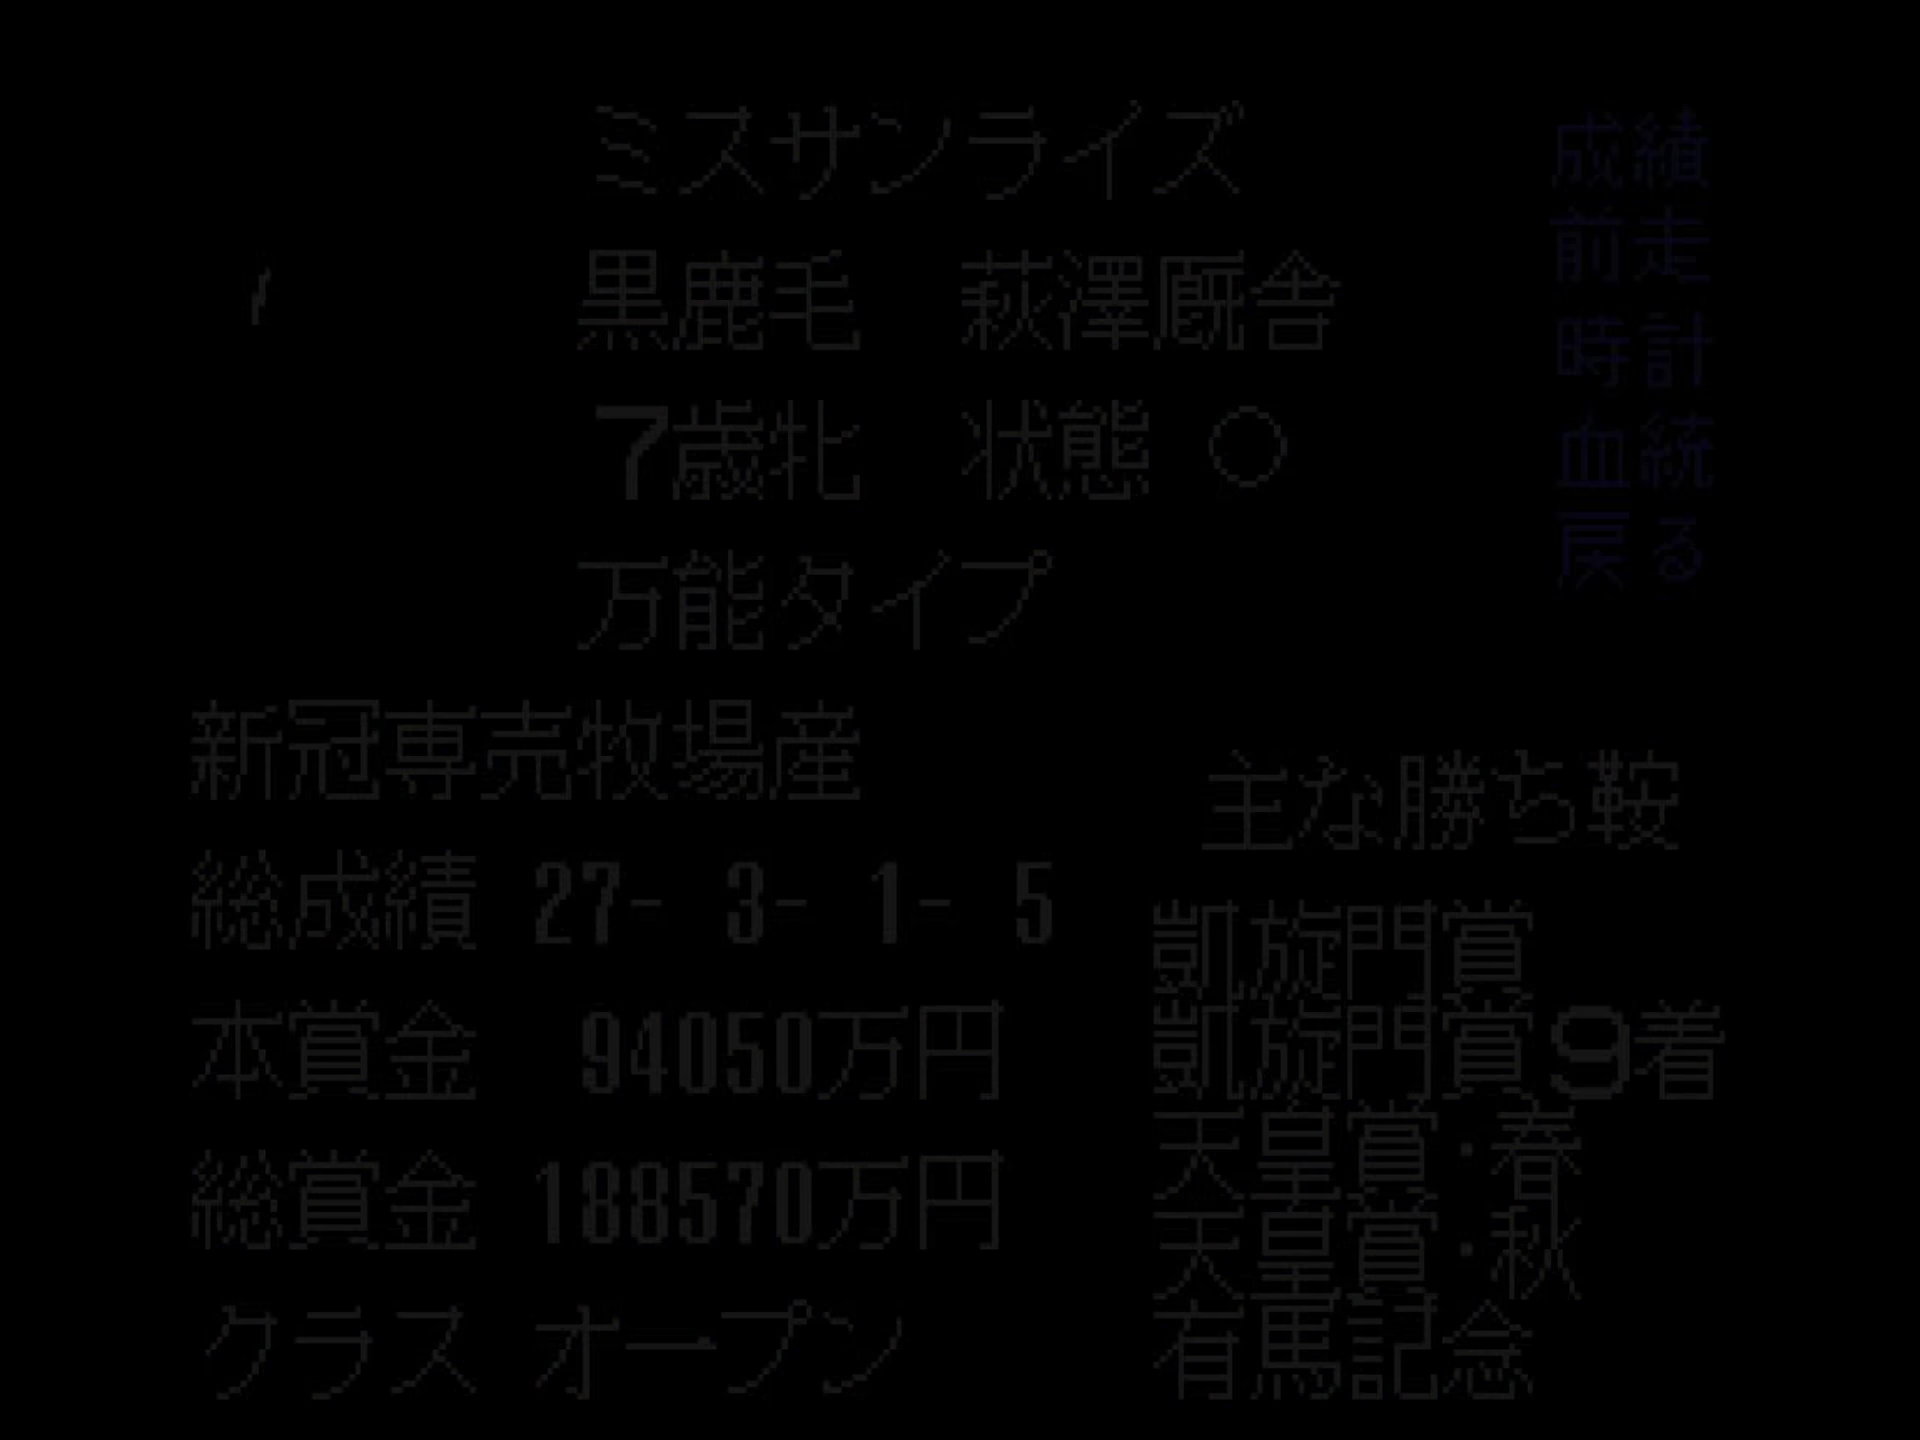 ミスサンライズ
黒鹿毛 萩澤厩舎
7歳牝 状態 ○
万能タイプ
成績
前走
時計
血統
戻る
新冠専売牧場産
総成績 27- 3- 1- 5
本賞金 94050万円
総賞金 188570万円
クラス オープン
主な勝ち鞍
凱旋門賞
凱旋門賞9着
天皇賞・春
天皇賞・秋
有馬記念